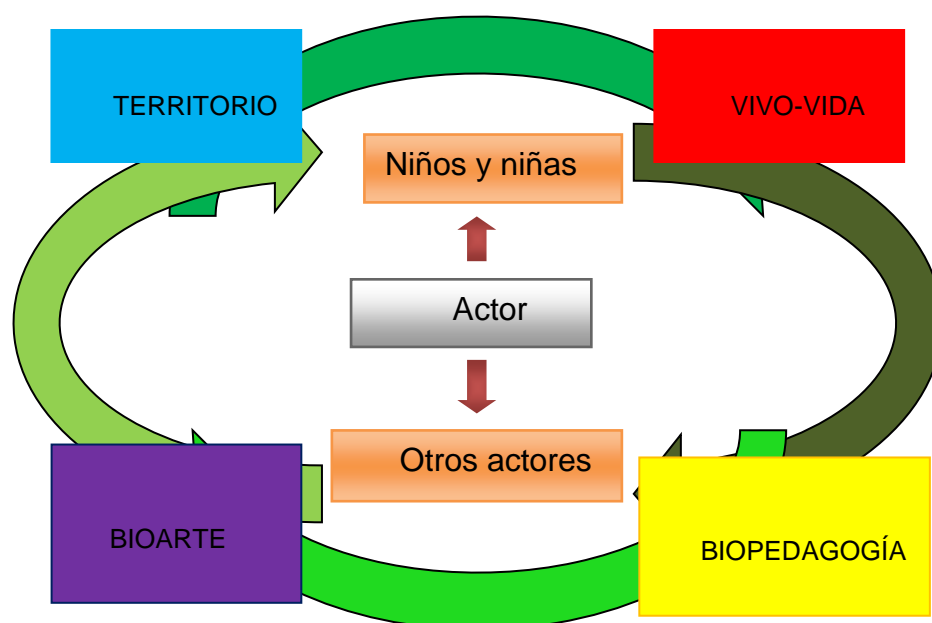 TERRITORIO
VIVO-VIDA
Niños y niñas
Actor
Otros actores
BIOARTE
BIOPEDAGOGÍA